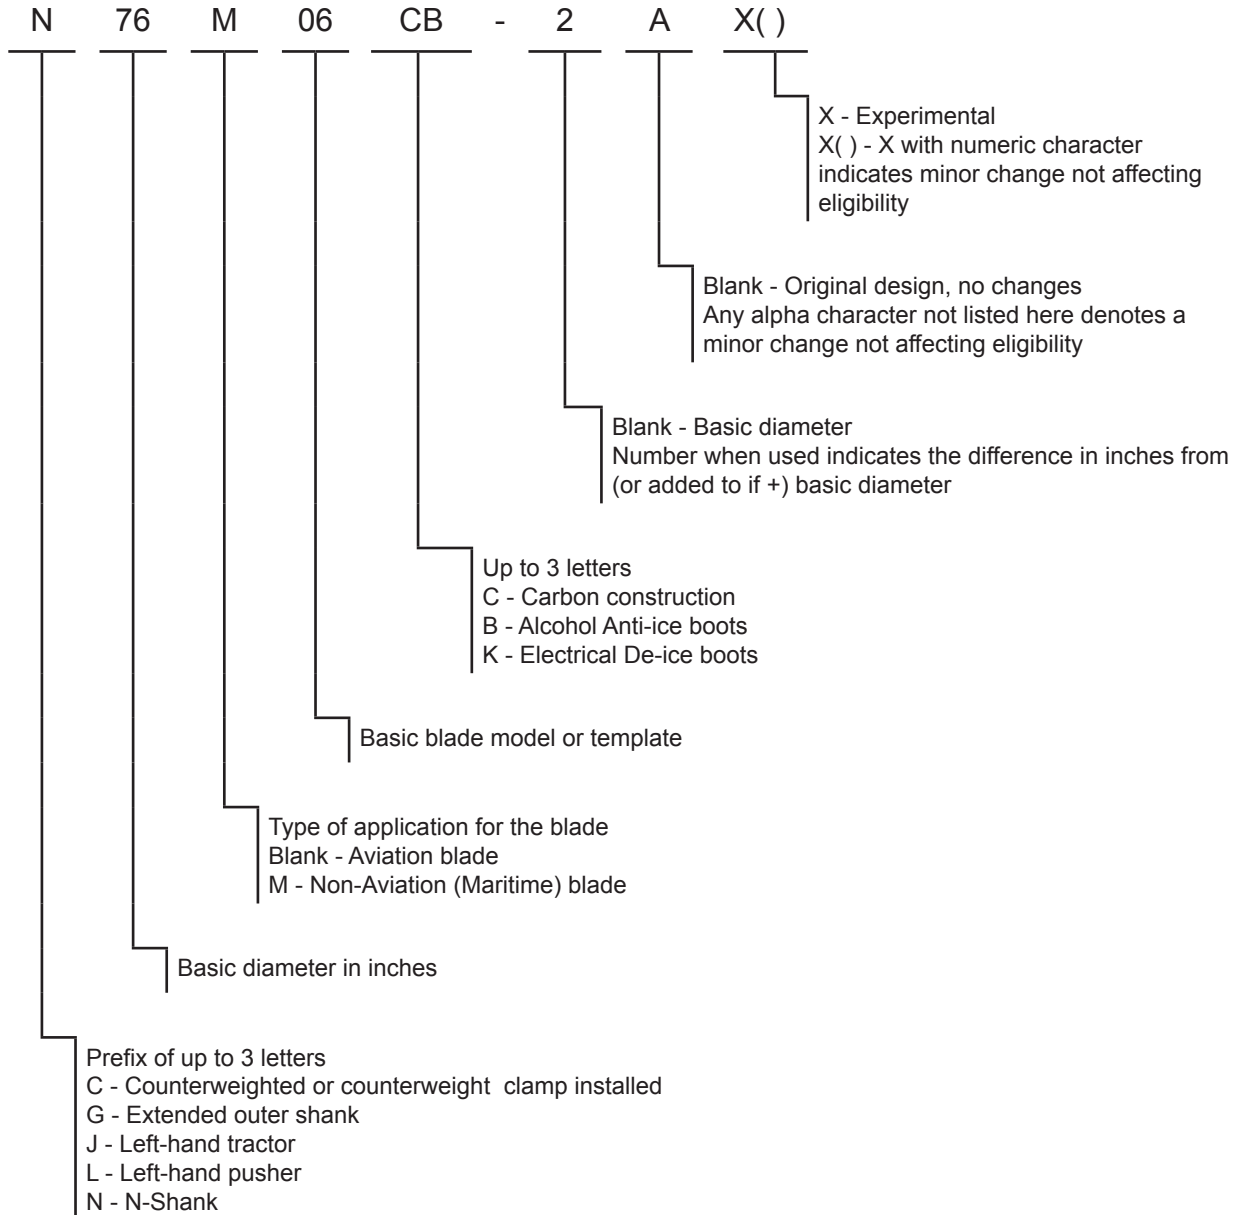 N 76 M 06 CB - 2 A X( )
X - Experimental
X( ) - X with numeric character
indicates minor change not affecting
eligibility
Blank - Original design, no changes
Any alpha character not listed here denotes a
minor change not affecting eligibility
Blank - Basic diameter
Number when used indicates the difference in inches from
(or added to if +) basic diameter
Up to 3 letters
C - Carbon construction
B - Alcohol Anti-ice boots
K - Electrical De-ice boots
Basic blade model or template
Type of application for the blade
Blank - Aviation blade
M - Non-Aviation (Maritime) blade
Basic diameter in inches
Prefix of up to 3 letters
C - Counterweighted or counterweight clamp installed
G - Extended outer shank
J - Left-hand tractor
L - Left-hand pusher
N - N-Shank